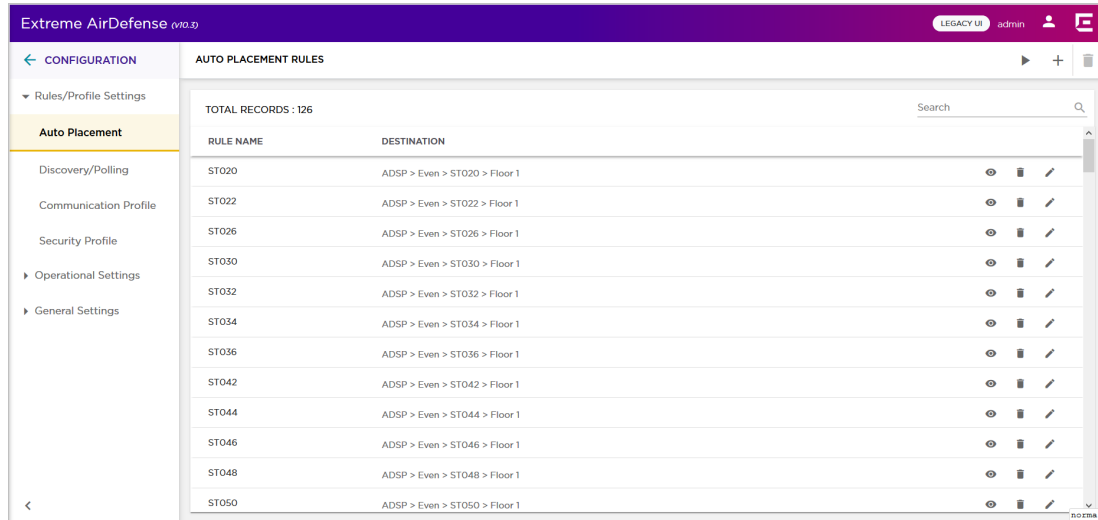 Extreme AirDefense (V10.3)
LEGACY UI admin
CONFIGURATION
AUTO PLACEMENT RULES
Rules/Profile Settings
Auto Placement
Discovery/Polling
Communication Profile
Security Profile
Operational Settings
General Settings
TOTAL RECORDS : 126
Search
RULE NAME DESTINATION
ST020 ADSP > Even > ST020 > Floor 1
ST022 ADSP > Even > ST022 > Floor 1
ST026 ADSP > Even > ST026 > Floor 1
ST030 ADSP > Even > ST030 > Floor 1
ST032 ADSP > Even > ST032 > Floor 1
ST034 ADSP > Even > ST034 > Floor 1
ST036 ADSP > Even > ST036 > Floor 1
ST042 ADSP > Even > ST042 > Floor 1
ST044 ADSP > Even > ST044 > Floor 1
ST046 ADSP > Even > ST046 > Floor 1
ST048 ADSP > Even > ST048 > Floor 1
ST050 ADSP > Even > ST050 > Floor 1
norma